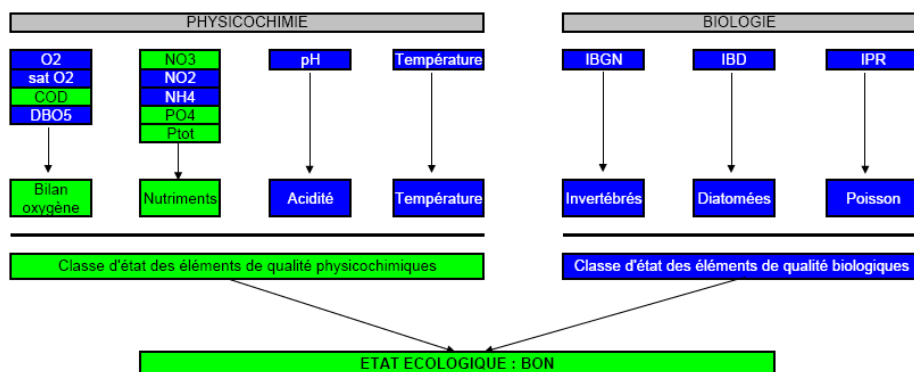 PHYSICOCHIMIE
BIOLOGIE
O2
sat O2
COD
DBO5
NO3
NO2
NH4
PO4
Ptot
pH
Température
IBGN
IBD
IPR
Bilan
oxygène
Nutriments
Acidité
Température
Invertébrés
Diatomées
Poisson
Classe d'état des éléments de qualité physicochimiques
Classe d'état des éléments de qualité biologiques
ETAT ECOLOGIQUE : BON